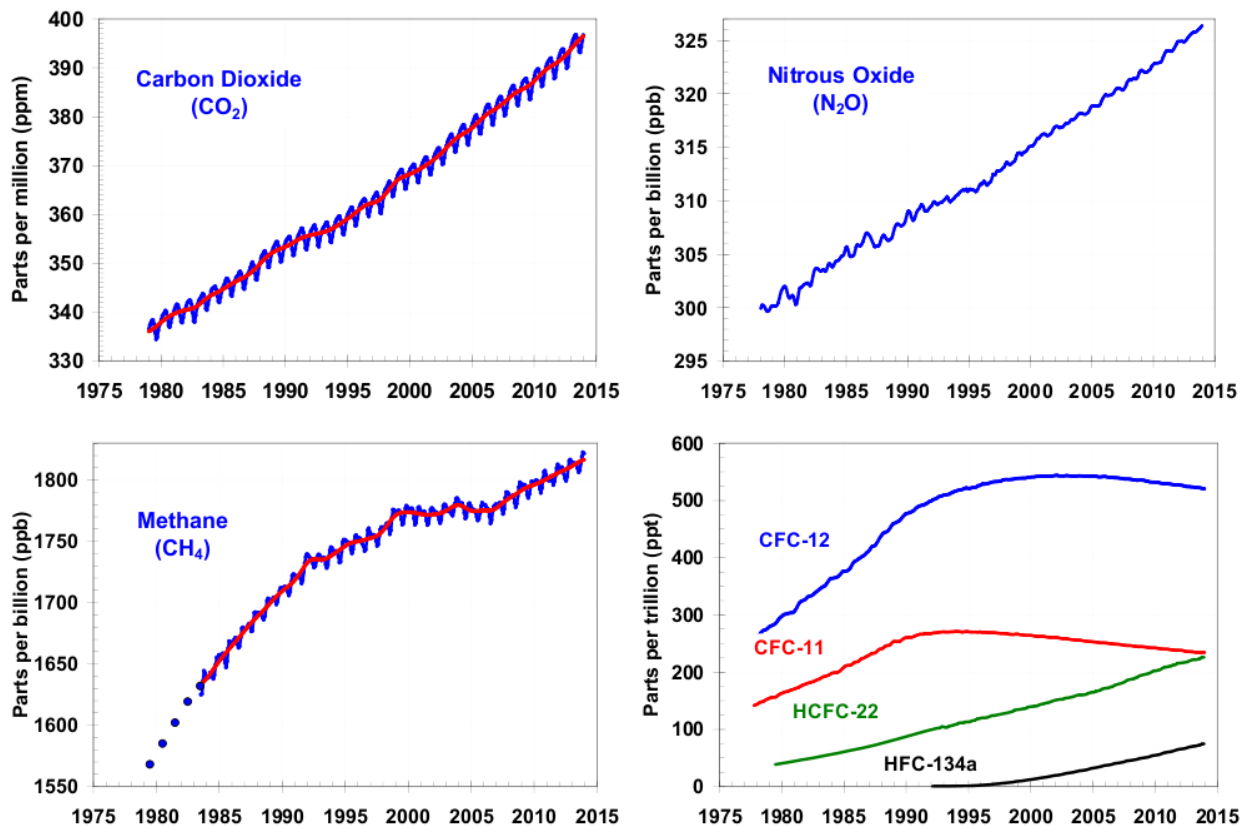 400
390
380
370
360
350
340
330
Parts per million (ppm)
Carbon Dioxide
(CO₂)
1975 1980 1985 1990 1995 2000 2005 2010 2015
325
320
315
310
305
300
295
Parts per billion (ppb)
Nitrous Oxide
(N₂O)
1975 1980 1985 1990 1995 2000 2005 2010 2015
1800
1750
1700
1650
1600
1550
Parts per billion (ppb)
Methane
(CH₄)
1975 1980 1985 1990 1995 2000 2005 2010 2015
600
500
400
300
200
100
0
Parts per trillion (ppt)
CFC-12
CFC-11
HCFC-22
HFC-134a
1975 1980 1985 1990 1995 2000 2005 2010 2015